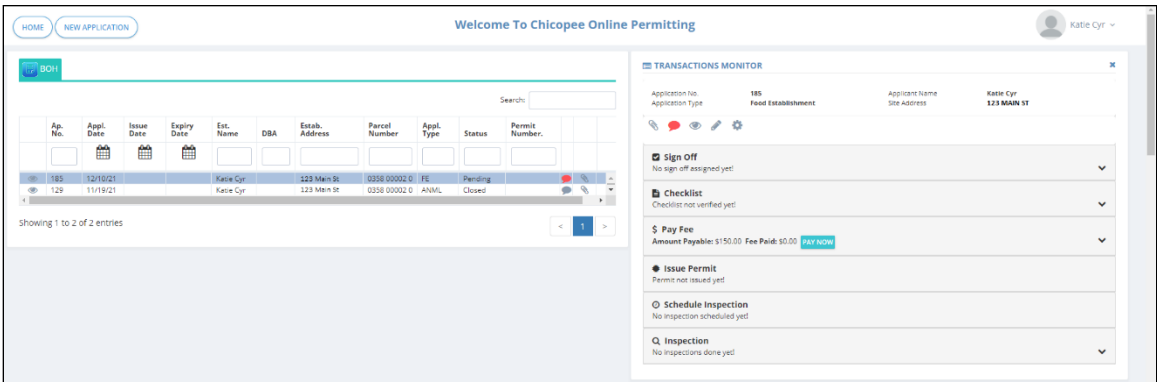 HOME NEW APPLICATION Welcome To Chicopee Online Permitting Katie Cyr
BOH
Search:
Ap. No. Appl. Date Issue Date Expiry Date Est. Name DBA Estab. Address Parcel Number Appl. Type Status Permit Number.
185 12/10/21 Katie Cyr 123 Main St 0358 00002 0 FE Pending
129 11/19/21 Katie Cyr 123 Main St 0358 00002 0 ANML Closed
Showing 1 to 2 of 2 entries < 1 >
TRANSACTIONS MONITOR
Application No. 185 Applicant Name Katie Cyr
Application Type Food Establishment Site Address 123 MAIN ST
Sign Off
No sign off assigned yet!
Checklist
Checklist not verified yet!
$ Pay Fee
Amount Payable: $150.00 Fee Paid: $0.00 PAY NOW
Issue Permit
Permit not issued yet!
Schedule Inspection
No inspection scheduled yet!
Inspection
No inspections done yet!